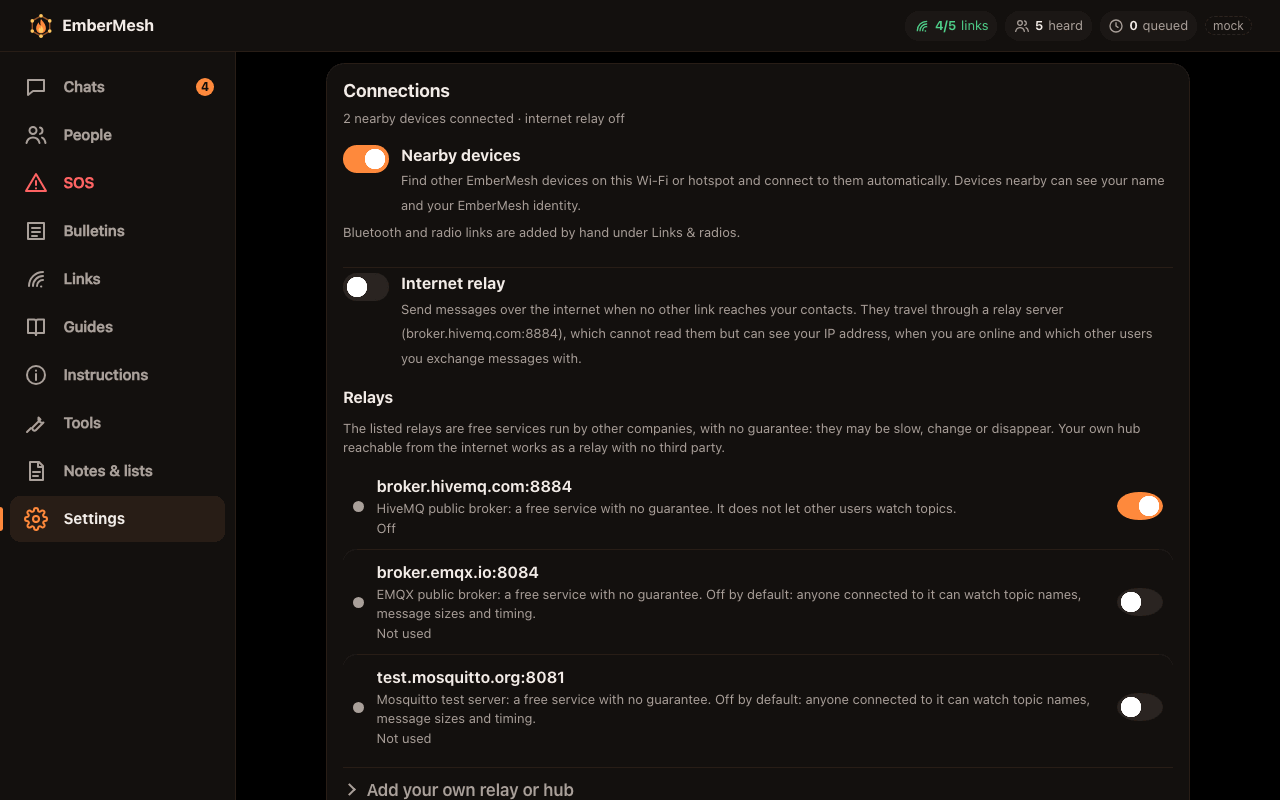 EmberMesh
4/5 links
5 heard
0 queued
mock
Chats
4
People
SOS
Bulletins
Links
Guides
Instructions
Tools
Notes & lists
Settings
Connections
2 nearby devices connected · internet relay off
Nearby devices
Find other EmberMesh devices on this Wi-Fi or hotspot and connect to them automatically. Devices nearby can see your name
and your EmberMesh identity.
Bluetooth and radio links are added by hand under Links & radios.
Internet relay
Send messages over the internet when no other link reaches your contacts. They travel through a relay server
(broker.hivemq.com:8884), which cannot read them but can see your IP address, when you are online and which other users
you exchange messages with.
Relays
The listed relays are free services run by other companies, with no guarantee: they may be slow, change or disappear. Your own hub
reachable from the internet works as a relay with no third party.
broker.hivemq.com:8884
HiveMQ public broker: a free service with no guarantee. It does not let other users watch topics.
Off
broker.emqx.io:8084
EMQX public broker: a free service with no guarantee. Off by default: anyone connected to it can watch topic names,
message sizes and timing.
Not used
test.mosquitto.org:8081
Mosquitto test server: a free service with no guarantee. Off by default: anyone connected to it can watch topic names,
message sizes and timing.
Not used
Add your own relay or hub